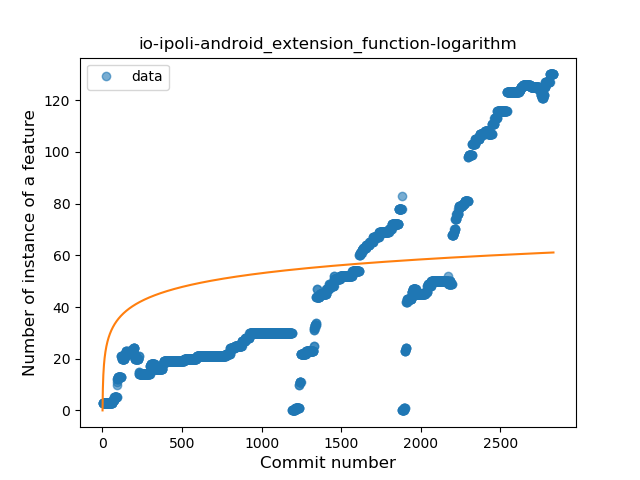 io-ipoli-android_extension_function-logarithm
data
Number of instance of a feature
120
100
80
60
40
20
0
0 500 1000 1500 2000 2500
Commit number